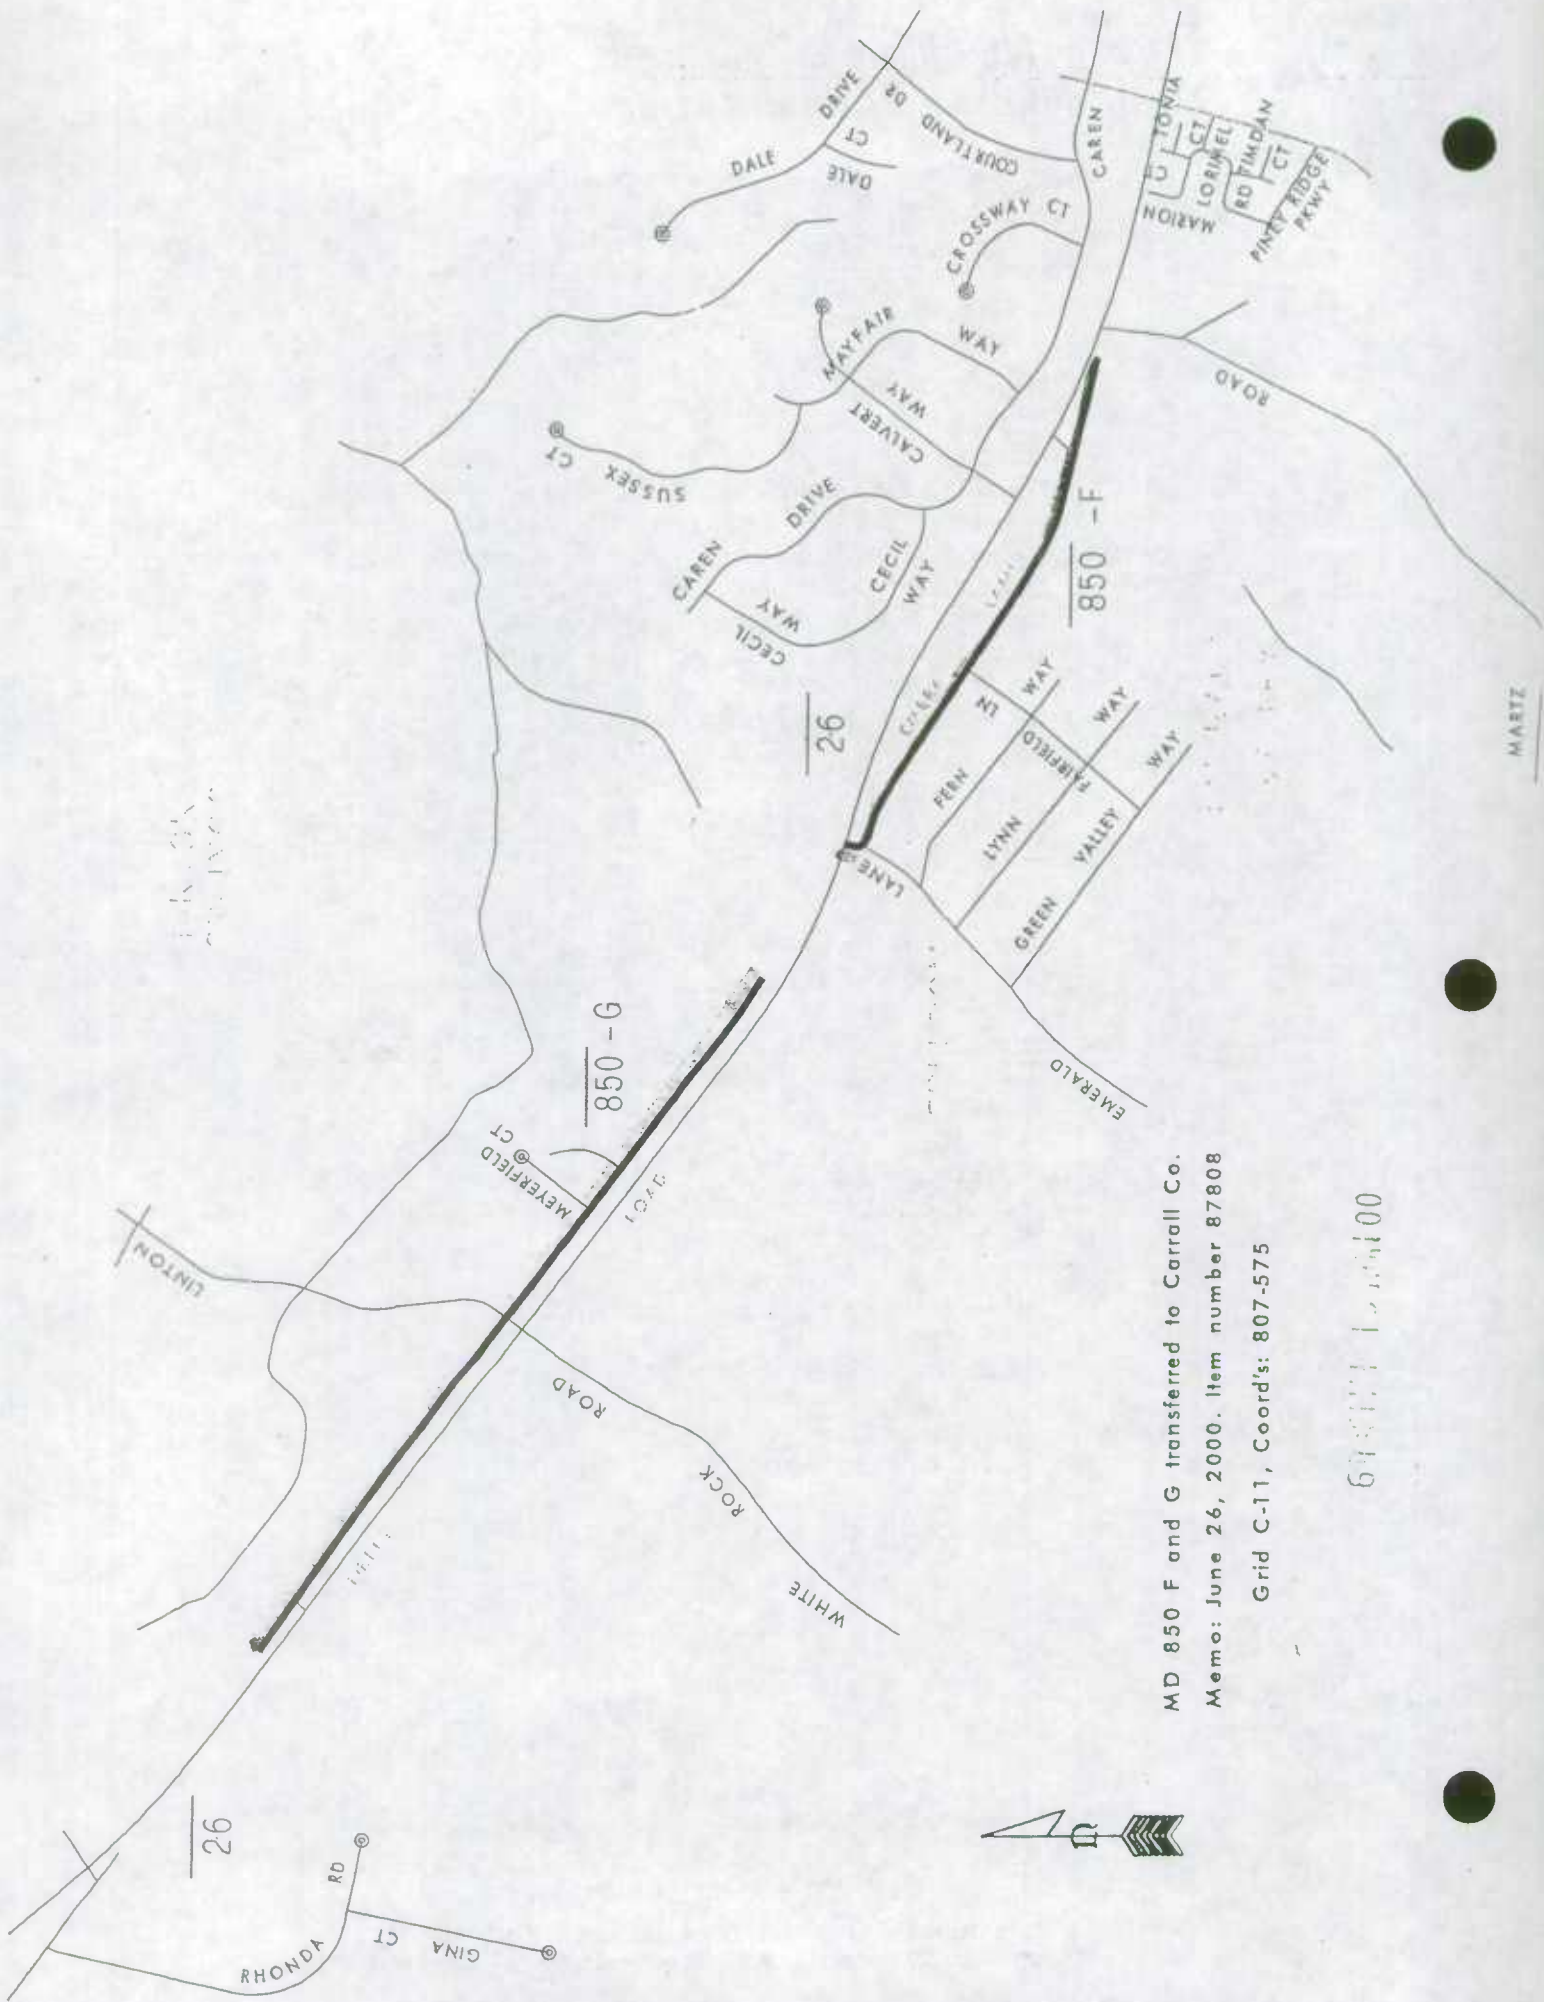 26
RHONDA
RD
GINA CT
LINTON
MEYERFIELD CT
850 - G
ROAD
WHITE ROCK ROAD
26
DALE DRIVE
DALE CT
COURTLAND DR
SUSSEX CT
MAYFAIR WAY
CALVERT WAY
CROSSWAY CT
CAREN
CAREN DRIVE
CECIL WAY
CECIL WAY
TONIA
CT
LORIMEL
MARION
RD
TIMDAN
CT
PINEY RIDGE
PKWY
850 - F
ROAD
FERN WAY
FAIRFIELD LN
LYNN WAY
GREEN VALLEY WAY
EMERALD LANE
MARTZ
MD 850 F and G transferred to Carroll Co.
Memo: June 26, 2000. Item number 87808
Grid C-11, Coord's: 807-575
n